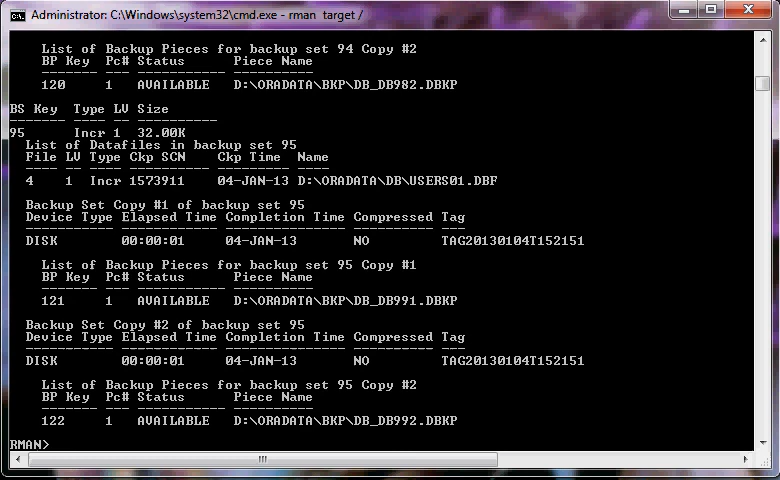 Administrator: C:\Windows\system32\cmd.exe - rman  target /
    List of Backup Pieces for backup set 94 Copy #2
    BP Key  Pc# Status      Piece Name
    ------- --- ----------- ----------
    120     1   AVAILABLE   D:\ORADATA\BKP\DB_DB982.DBKP
BS Key  Type LV Size
------- ---- -- ----------
95      Incr 1  32.00K
  List of Datafiles in backup set 95
  File LV Type Ckp SCN    Ckp Time  Name
  ---- -- ---- ---------- --------- ----
  4    1  Incr 1573911    04-JAN-13 D:\ORADATA\DB\USERS01.DBF
  Backup Set Copy #1 of backup set 95
  Device Type Elapsed Time Completion Time Compressed Tag
  ----------- ------------ --------------- ---------- ---
  DISK        00:00:01     04-JAN-13       NO         TAG20130104T152151
    List of Backup Pieces for backup set 95 Copy #1
    BP Key  Pc# Status      Piece Name
    ------- --- ----------- ----------
    121     1   AVAILABLE   D:\ORADATA\BKP\DB_DB991.DBKP
  Backup Set Copy #2 of backup set 95
  Device Type Elapsed Time Completion Time Compressed Tag
  ----------- ------------ --------------- ---------- ---
  DISK        00:00:01     04-JAN-13       NO         TAG20130104T152151
    List of Backup Pieces for backup set 95 Copy #2
    BP Key  Pc# Status      Piece Name
    ------- --- ----------- ----------
    122     1   AVAILABLE   D:\ORADATA\BKP\DB_DB992.DBKP
RMAN>